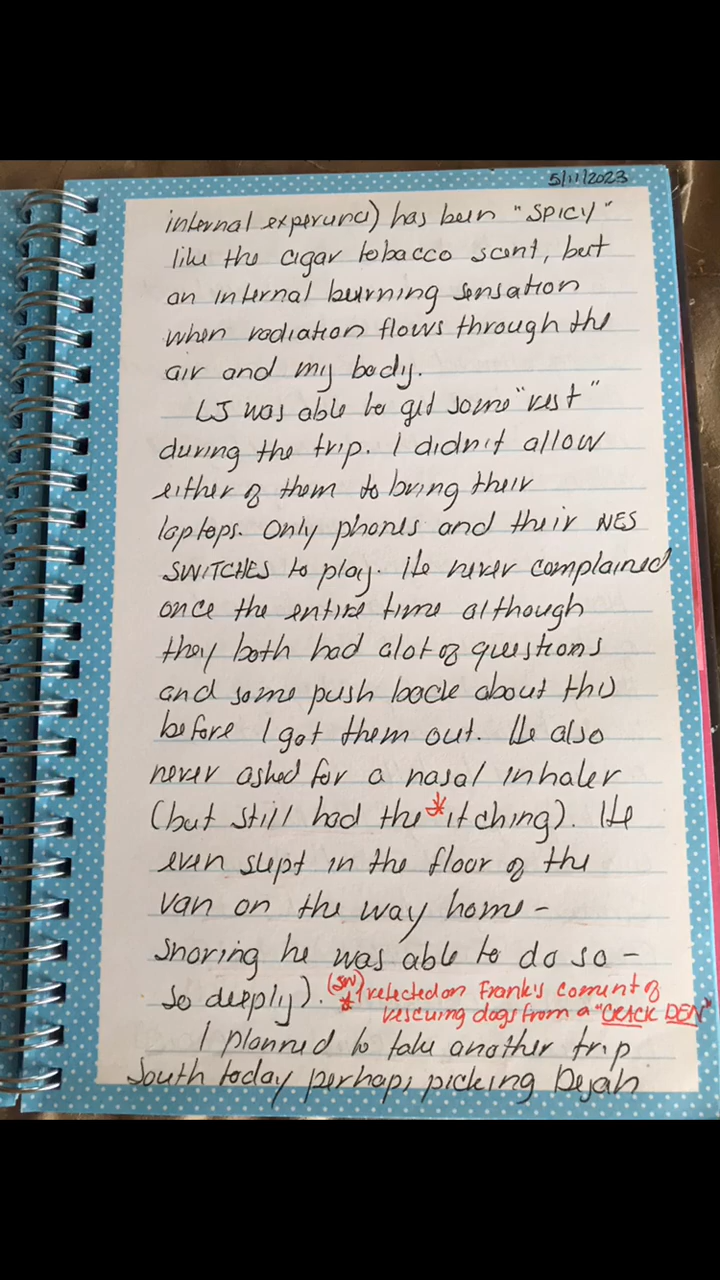 5/11/2023
internal experience) has been "SPICY"
like the cigar tobacco scent, but
an internal burning sensation
when radiation flows through the
air and my body.
LJ was able to get some "rest"
during the trip. I didn't allow
either of them to bring their
laptops. Only phones and their NES
SWITCHES to play. He never complained
once the entire time although
they both had alot of questions
and some push back about this
before I got them out. He also
never asked for a nasal inhaler
(but still had the *itching). He
even slept in the floor of the
van on the way home -
snoring he was able to do so -
so deeply). (SN)
* I relected on Frank's coment of
rescuing dogs from a "CRACK DEN"
I planned to take another trip
South today perhaps picking Dejah